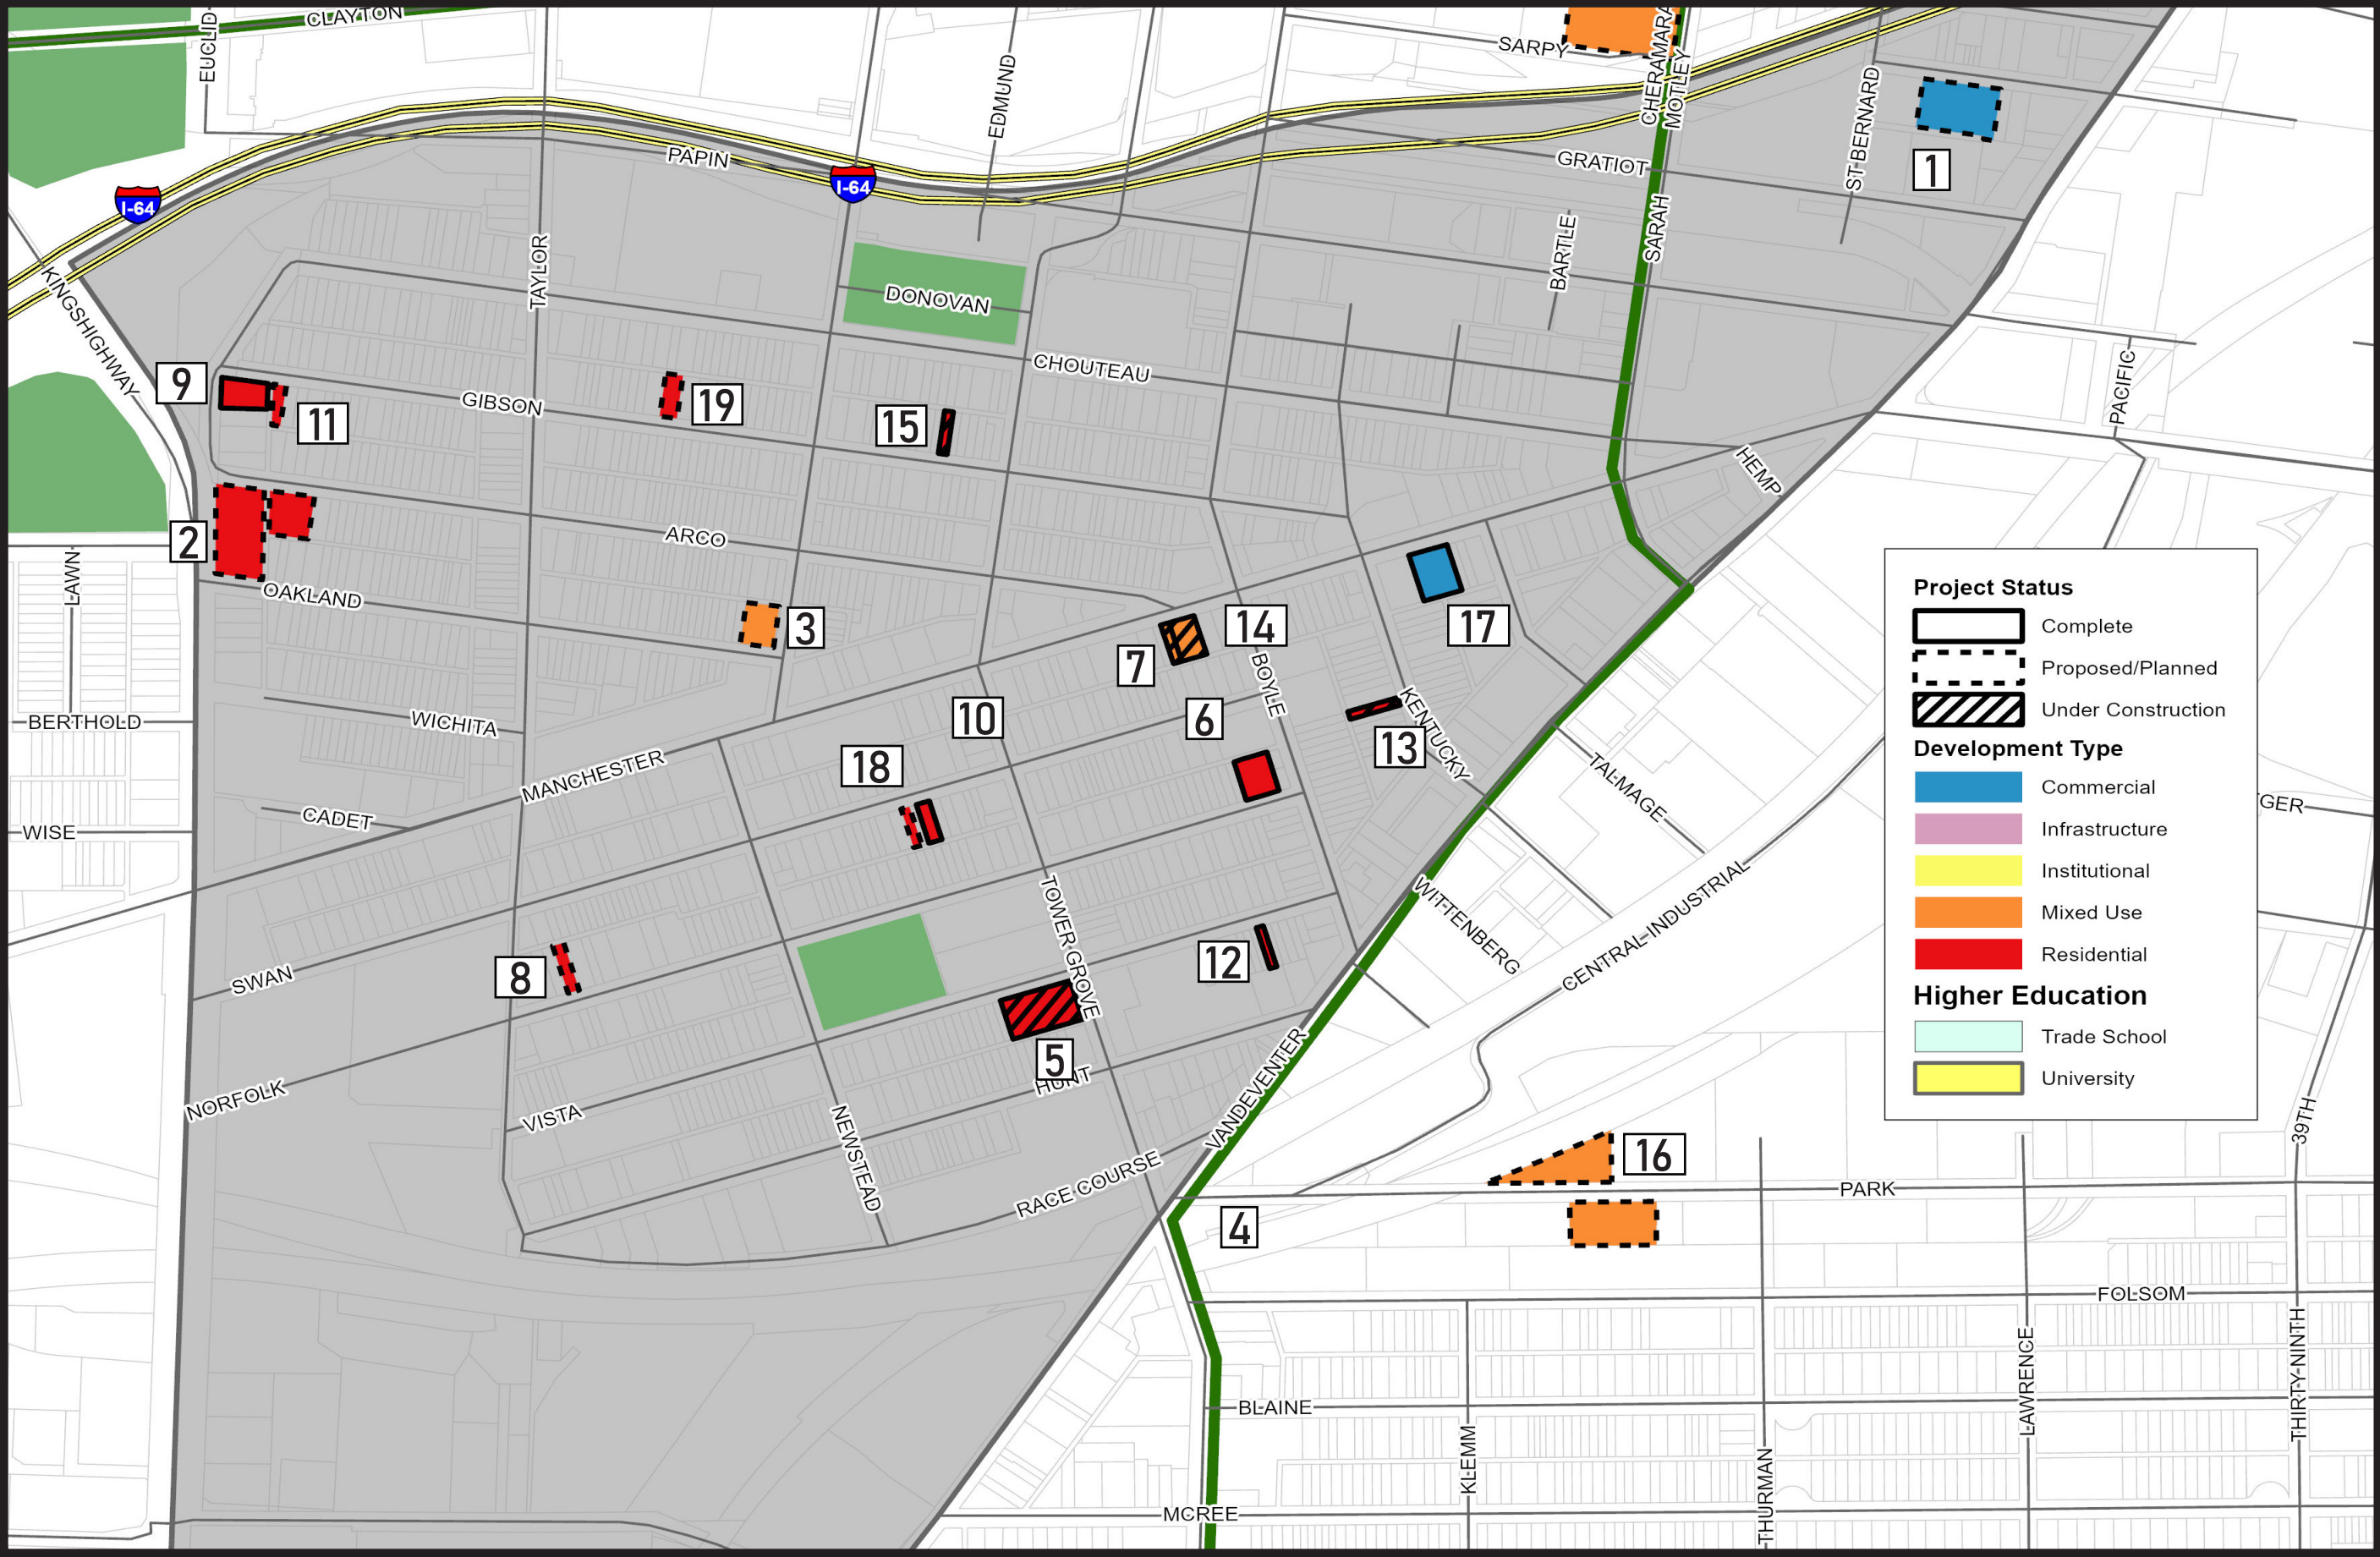 CLAYTON
EUCLID
EDMUND
SARPY
CHERAMARA
MOTLEY
ST BERNARD
1
PAPIN
I-64
I-64
GRATIOT
TAYLOR
SARAH
BARTLE
KINGSHIGHWAY
DONOVAN
CHOUTEAU
PACIFIC
9
11
GIBSON
19
15
HEMP
2
ARCO
LAWN
OAKLAND
3
14
17
7
BOYLE
10
6
KENTUCKY
13
BERTHOLD
WICHITA
MANCHESTER
18
TALMAGE
WISE
CADET
GER
TOWER GROVE
WITTENBERG
CENTRAL INDUSTRIAL
SWAN
8
12
5
HUNT
NORFOLK
VISTA
NEWSTEAD
VANDEVENTER
RACE COURSE
16
39TH
PARK
4
FOLSOM
BLAINE
KLEMM
THURMAN
LAWRENCE
THIRTY-NINTH
MCREE
Project Status
Complete
Proposed/Planned
Under Construction
Development Type
Commercial
Infrastructure
Institutional
Mixed Use
Residential
Higher Education
Trade School
University